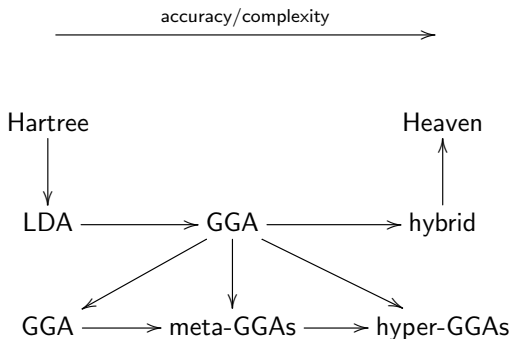 accuracy/complexity
Hartree Heaven
LDA GGA hybrid
GGA meta-GGAs hyper-GGAs